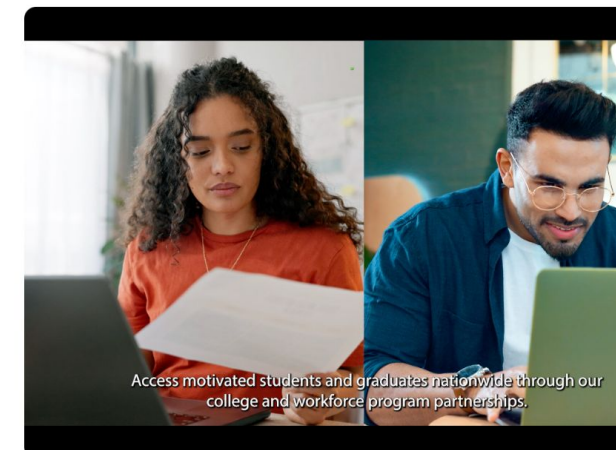 Access motivated students and graduates nationwide through our
college and workforce program partnerships.